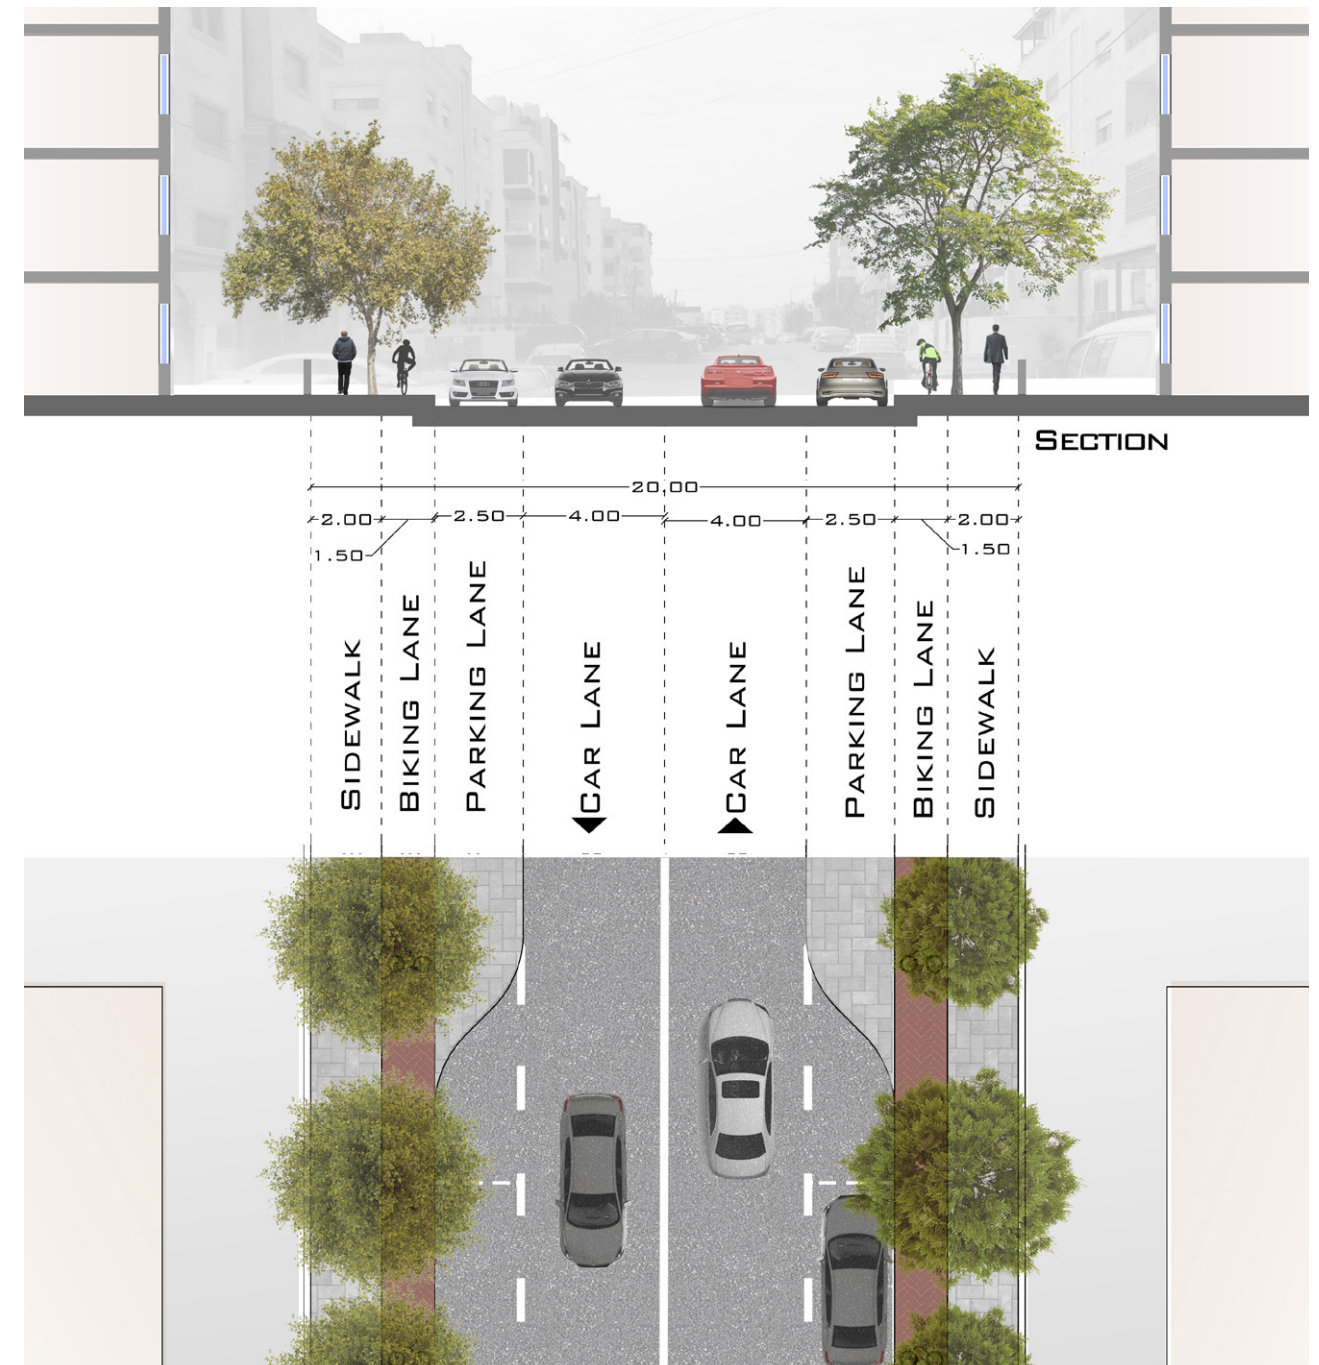 SECTION
20.00
2.00
1.50
2.50
4.00
4.00
2.50
1.50
2.00
SIDEWALK
BIKING LANE
PARKING LANE
CAR LANE
CAR LANE
PARKING LANE
BIKING LANE
SIDEWALK